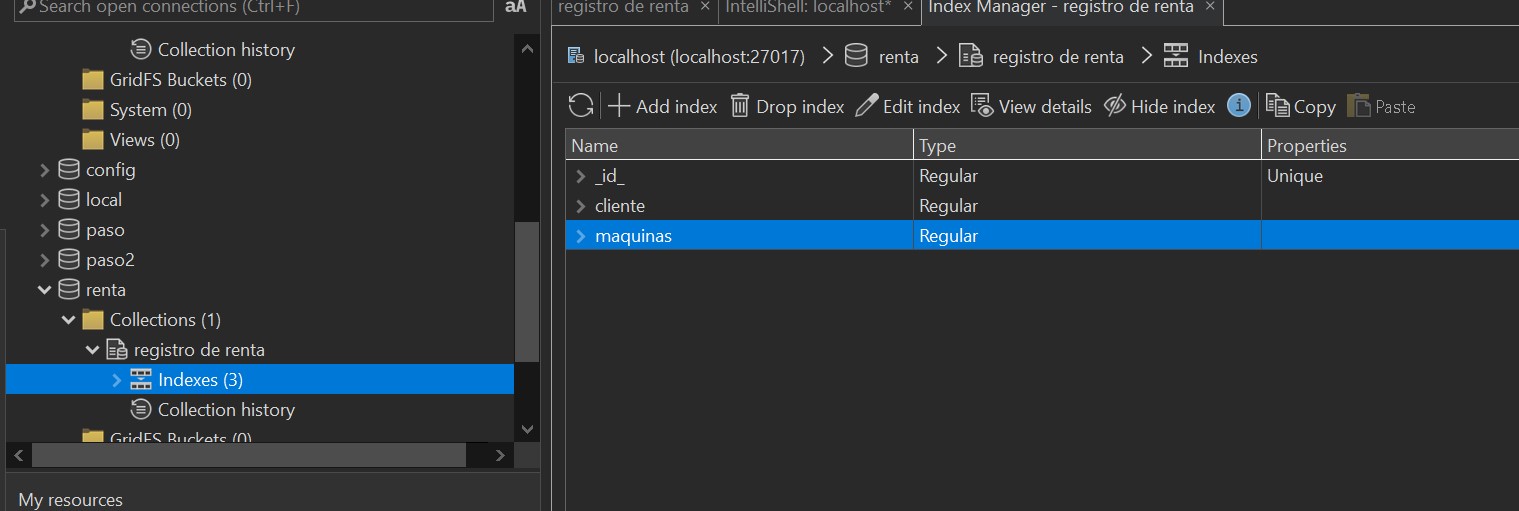 Search open connections (Ctrl+F)
aA
Collection history
GridFS Buckets (0)
System (0)
Views (0)
config
local
paso
paso2
renta
Collections (1)
registro de renta
Indexes (3)
Collection history
GridFS Buckets (0)
My resources
registro de renta ×
IntelliShell: localhost* ×
Index Manager - registro de renta ×
localhost (localhost:27017) renta registro de renta Indexes
Add index Drop index Edit index View details Hide index i Copy Paste
Name Type Properties
_id_ Regular Unique
cliente Regular
maquinas Regular